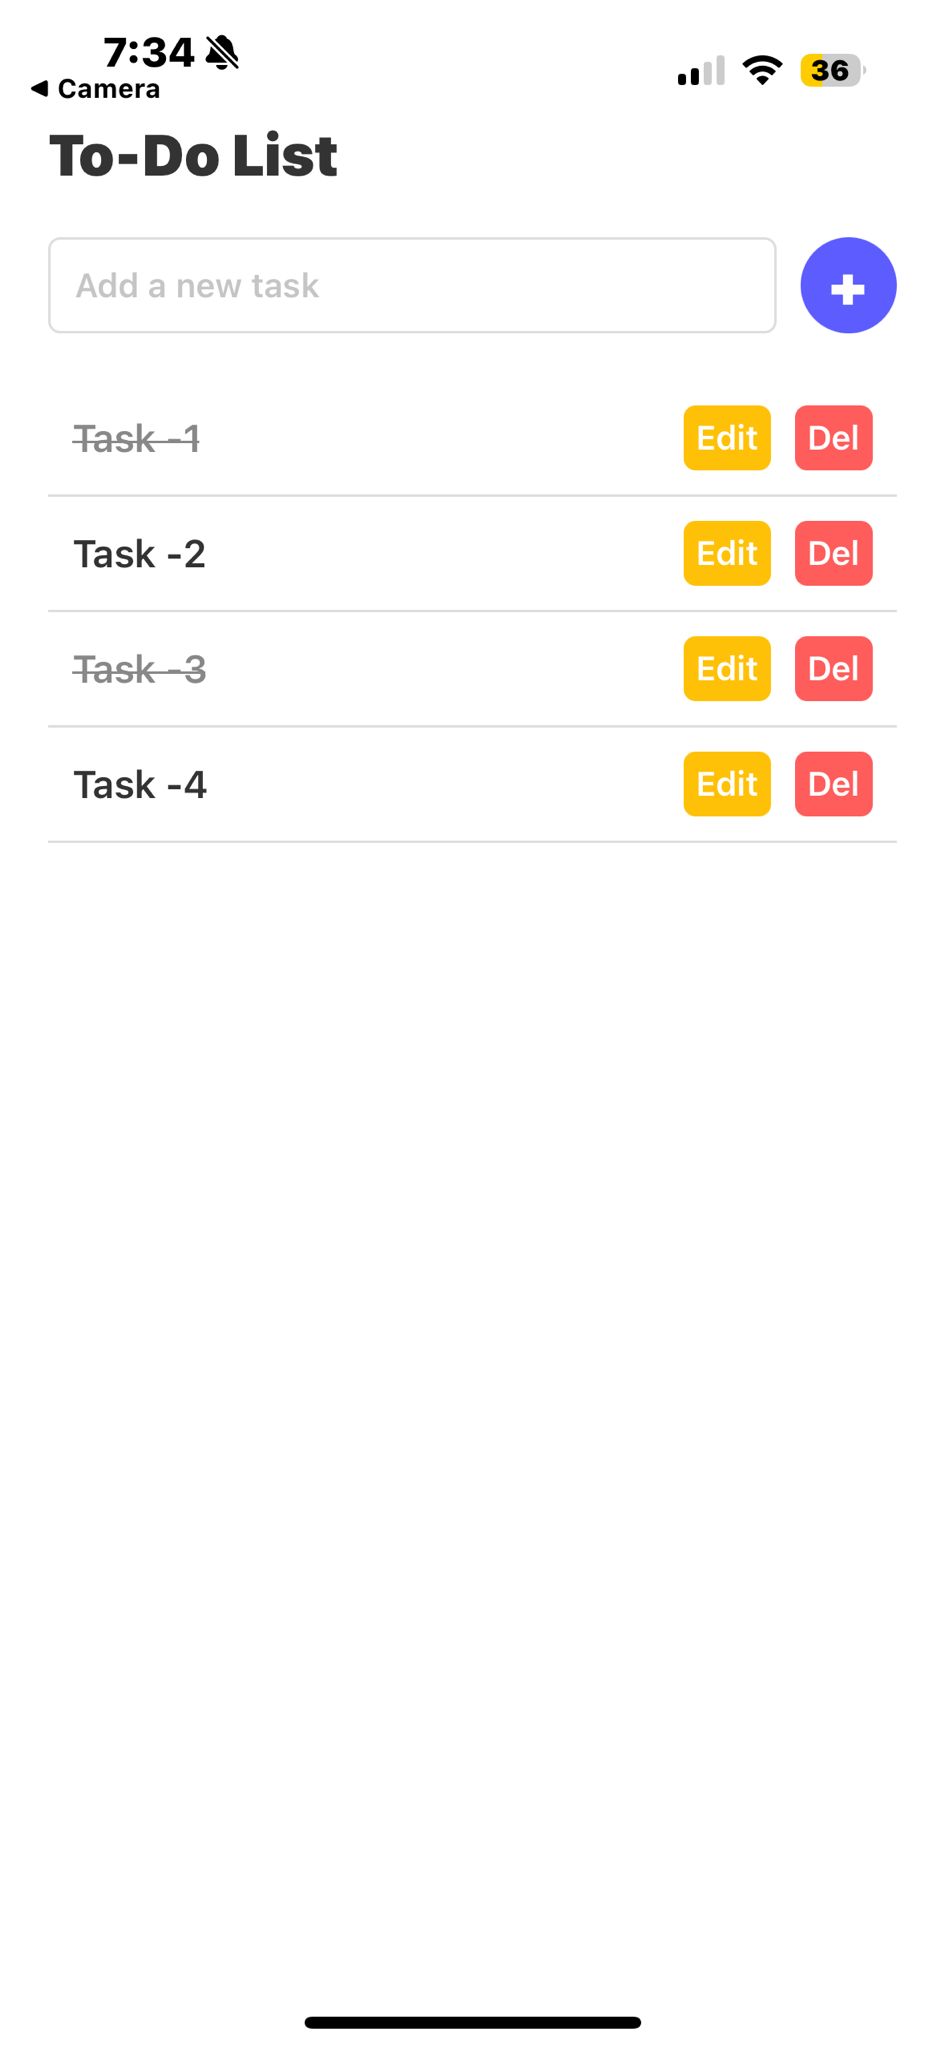 7:34
36
◀ Camera
To-Do List
Add a new task
+
Task -1 Edit Del
Task -2 Edit Del
Task -3 Edit Del
Task -4 Edit Del